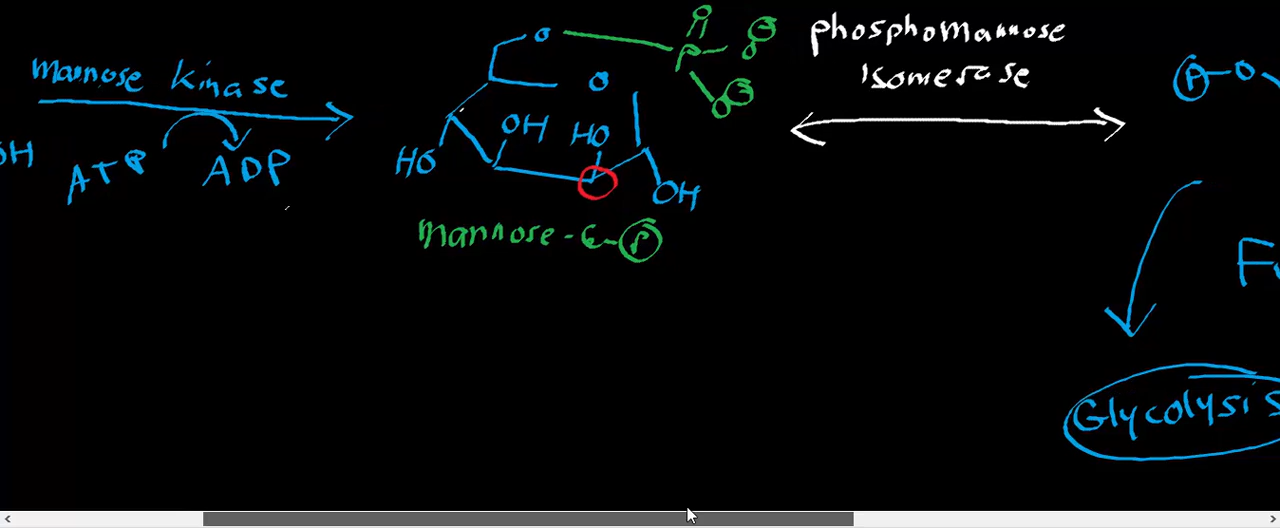 Mannose kinase
OH
ATP
ADP
O
O
P
O
O
HO
OH
HO
OH
mannose-6-P
phosphomannose
Isomerase
P-O
F
Glycolysis